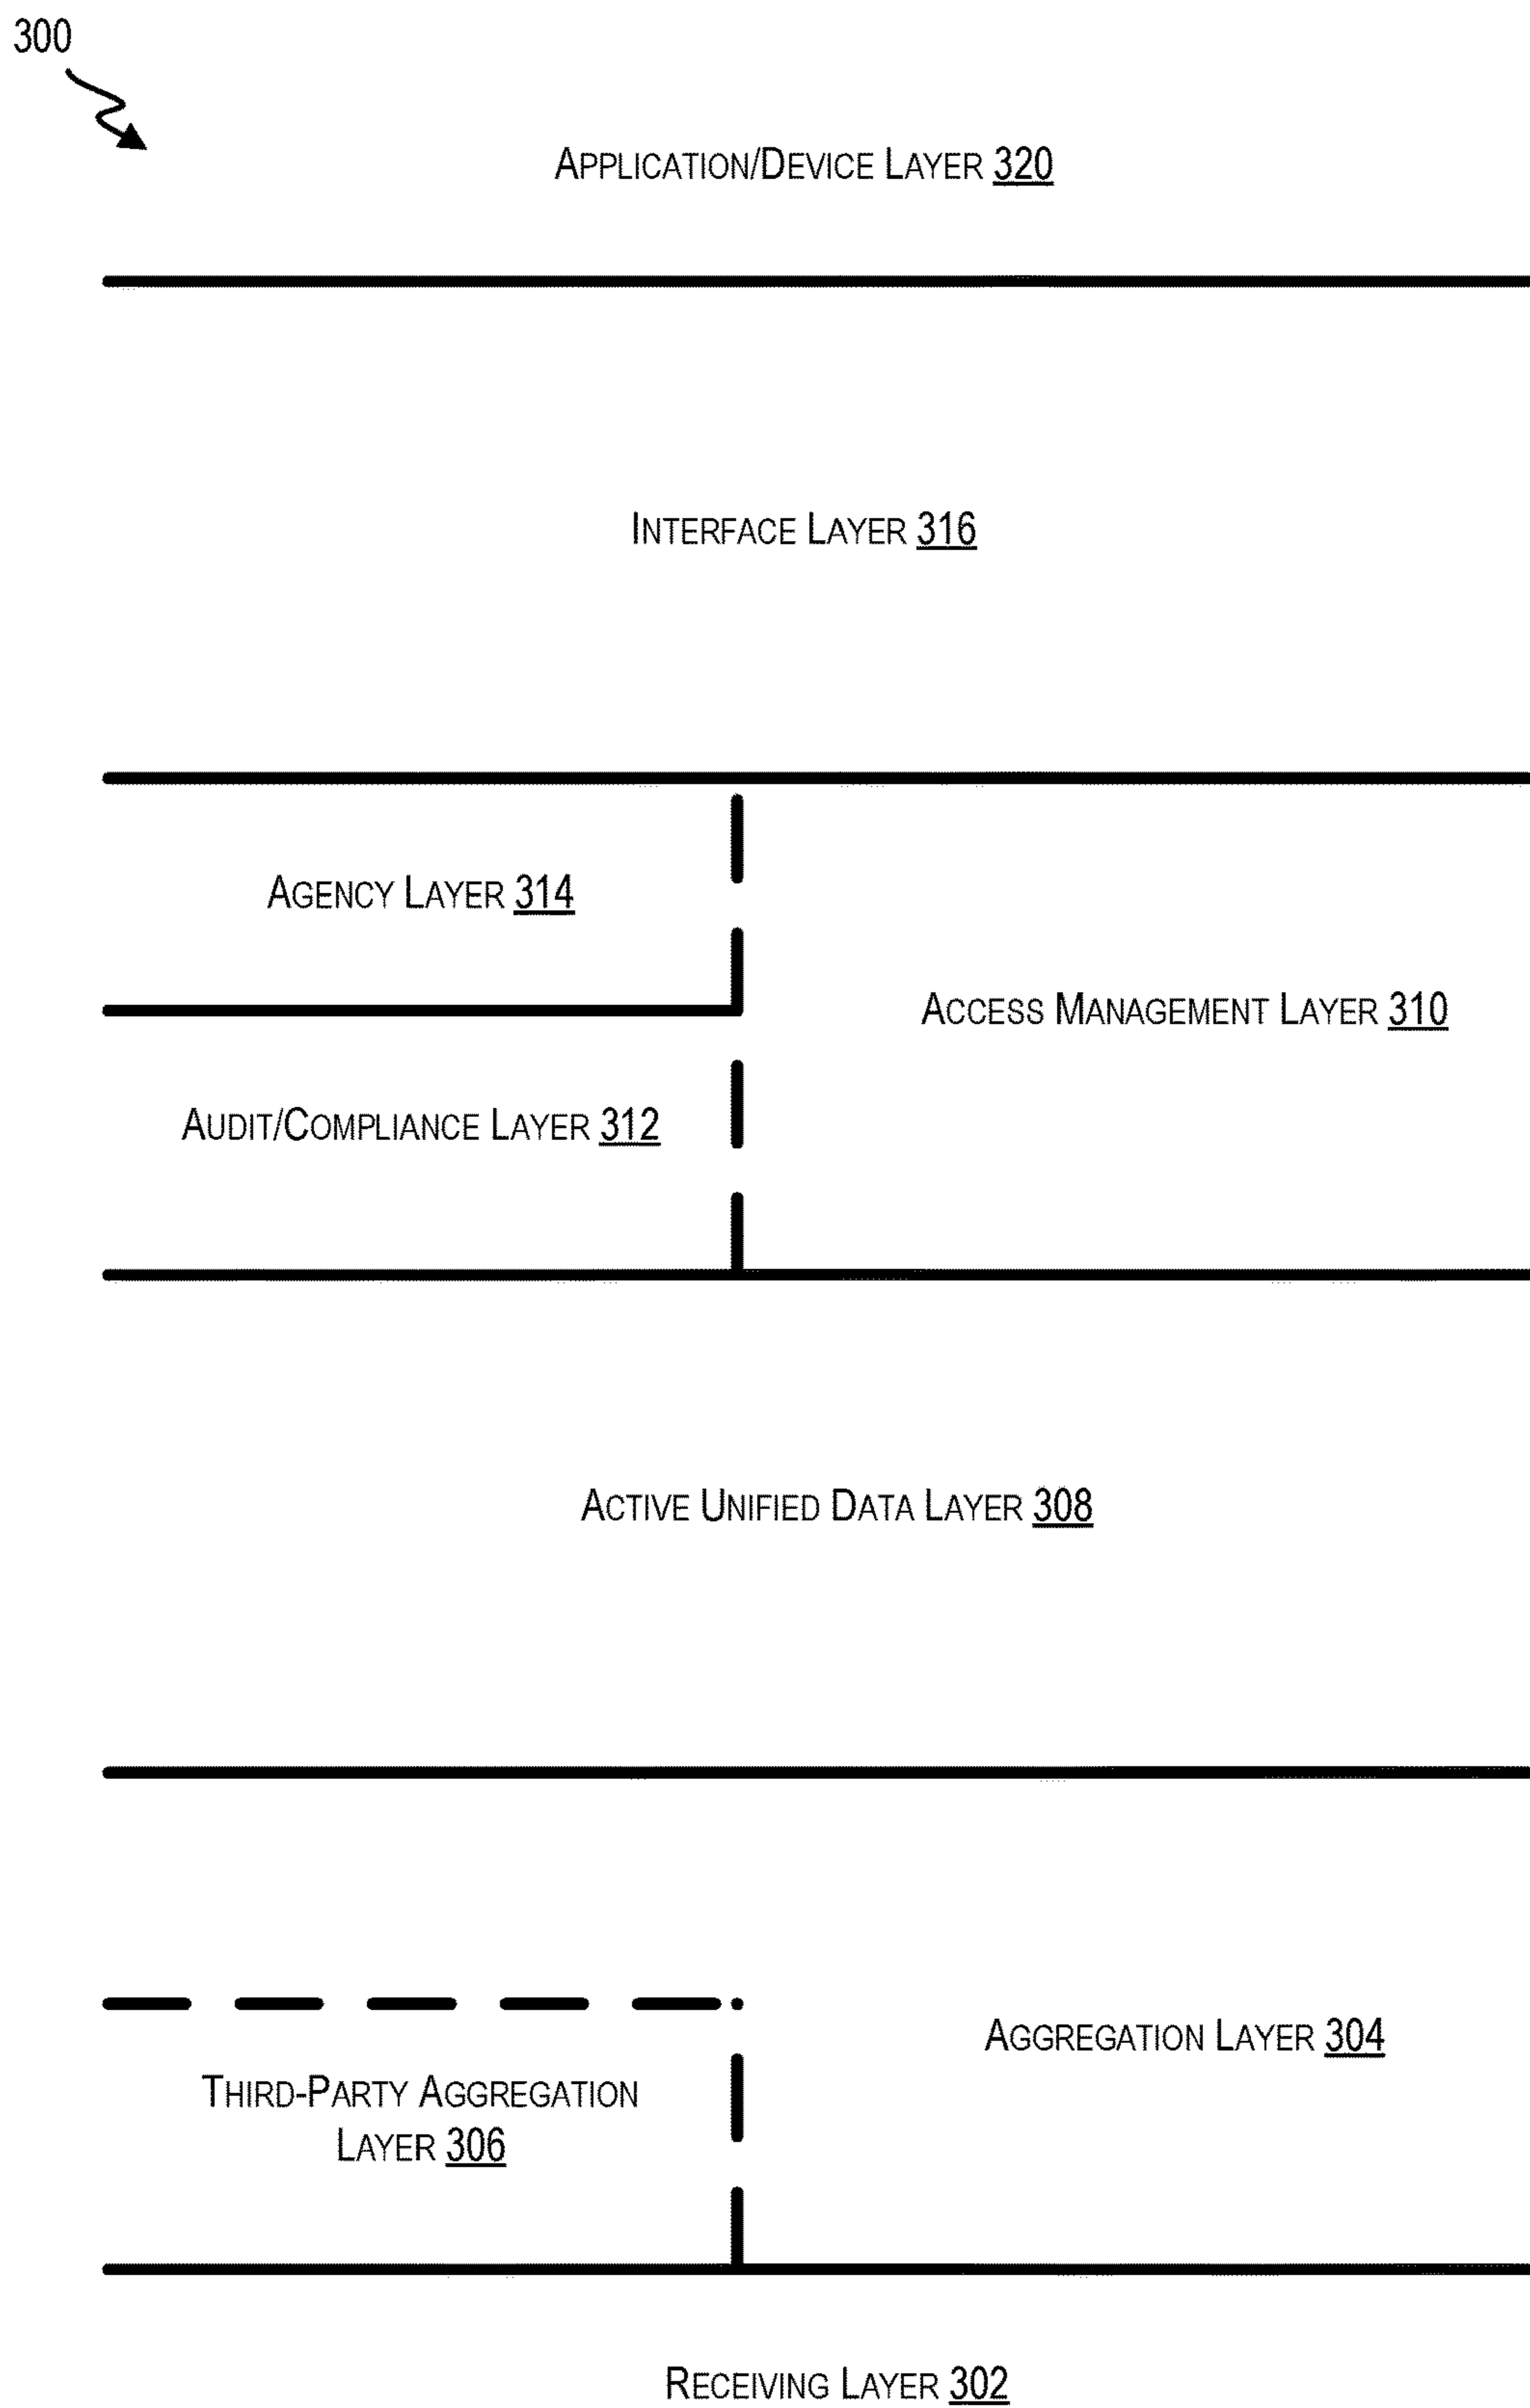 300
APPLICATION/DEVICE LAYER 320
INTERFACE LAYER 316
AGENCY LAYER 314
ACCESS MANAGEMENT LAYER 310
AUDIT/COMPLIANCE LAYER 312
ACTIVE UNIFIED DATA LAYER 308
AGGREGATION LAYER 304
THIRD-PARTY AGGREGATION
LAYER 306
RECEIVING LAYER 302